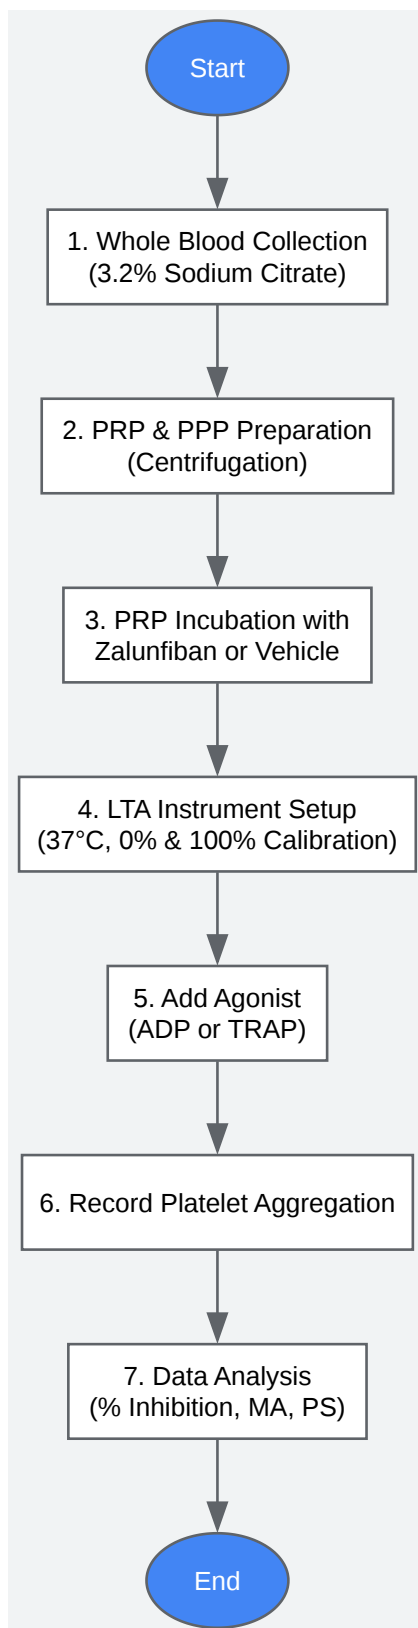 Start
1. Whole Blood Collection
(3.2% Sodium Citrate)
2. PRP & PPP Preparation
(Centrifugation)
3. PRP Incubation with
Zalunfiban or Vehicle
4. LTA Instrument Setup
(37°C, 0% & 100% Calibration)
5. Add Agonist
(ADP or TRAP)
6. Record Platelet Aggregation
7. Data Analysis
(% Inhibition, MA, PS)
End